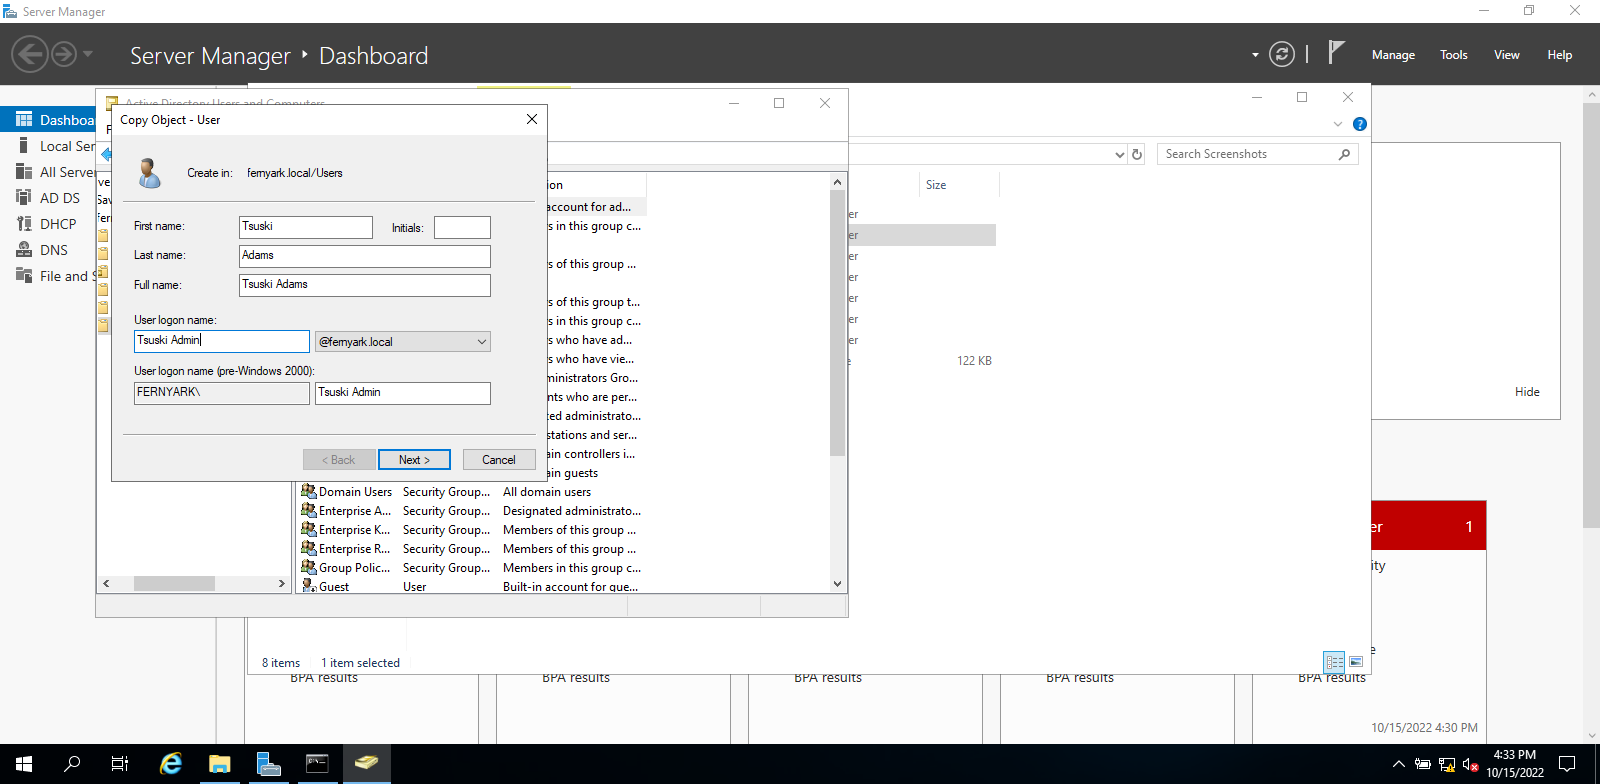 Server Manager
Server Manager ‣ Dashboard
Manage Tools View Help
Active Directory Users and Computers
Copy Object - User
Dashboa
Local Ser
All Server
AD DS
DHCP
DNS
File and S
Create in: fernyark.local/Users
First name: Tsuski Initials:
Last name: Adams
Full name: Tsuski Adams
User logon name:
Tsuski Admin @fernyark.local
User logon name (pre-Windows 2000):
FERNYARK\ Tsuski Admin
< Back Next > Cancel
Search Screenshots
Size
122 KB
ion
account for ad...
s in this group c...
s of this group ...
s of this group t...
s in this group c...
s who have ad...
s who have vie...
ministrators Gro...
nts who are per...
ted administrato...
stations and ser...
ain controllers i...
ain guests
Domain Users Security Group... All domain users
Enterprise A... Security Group... Designated administrato...
Enterprise K... Security Group... Members of this group ...
Enterprise R... Security Group... Members of this group ...
Group Polic... Security Group... Members in this group c...
Guest User Built-in account for gue...
Hide
er 1
ity
8 items 1 item selected
BPA results BPA results BPA results BPA results BPA results
10/15/2022 4:30 PM
4:33 PM
10/15/2022